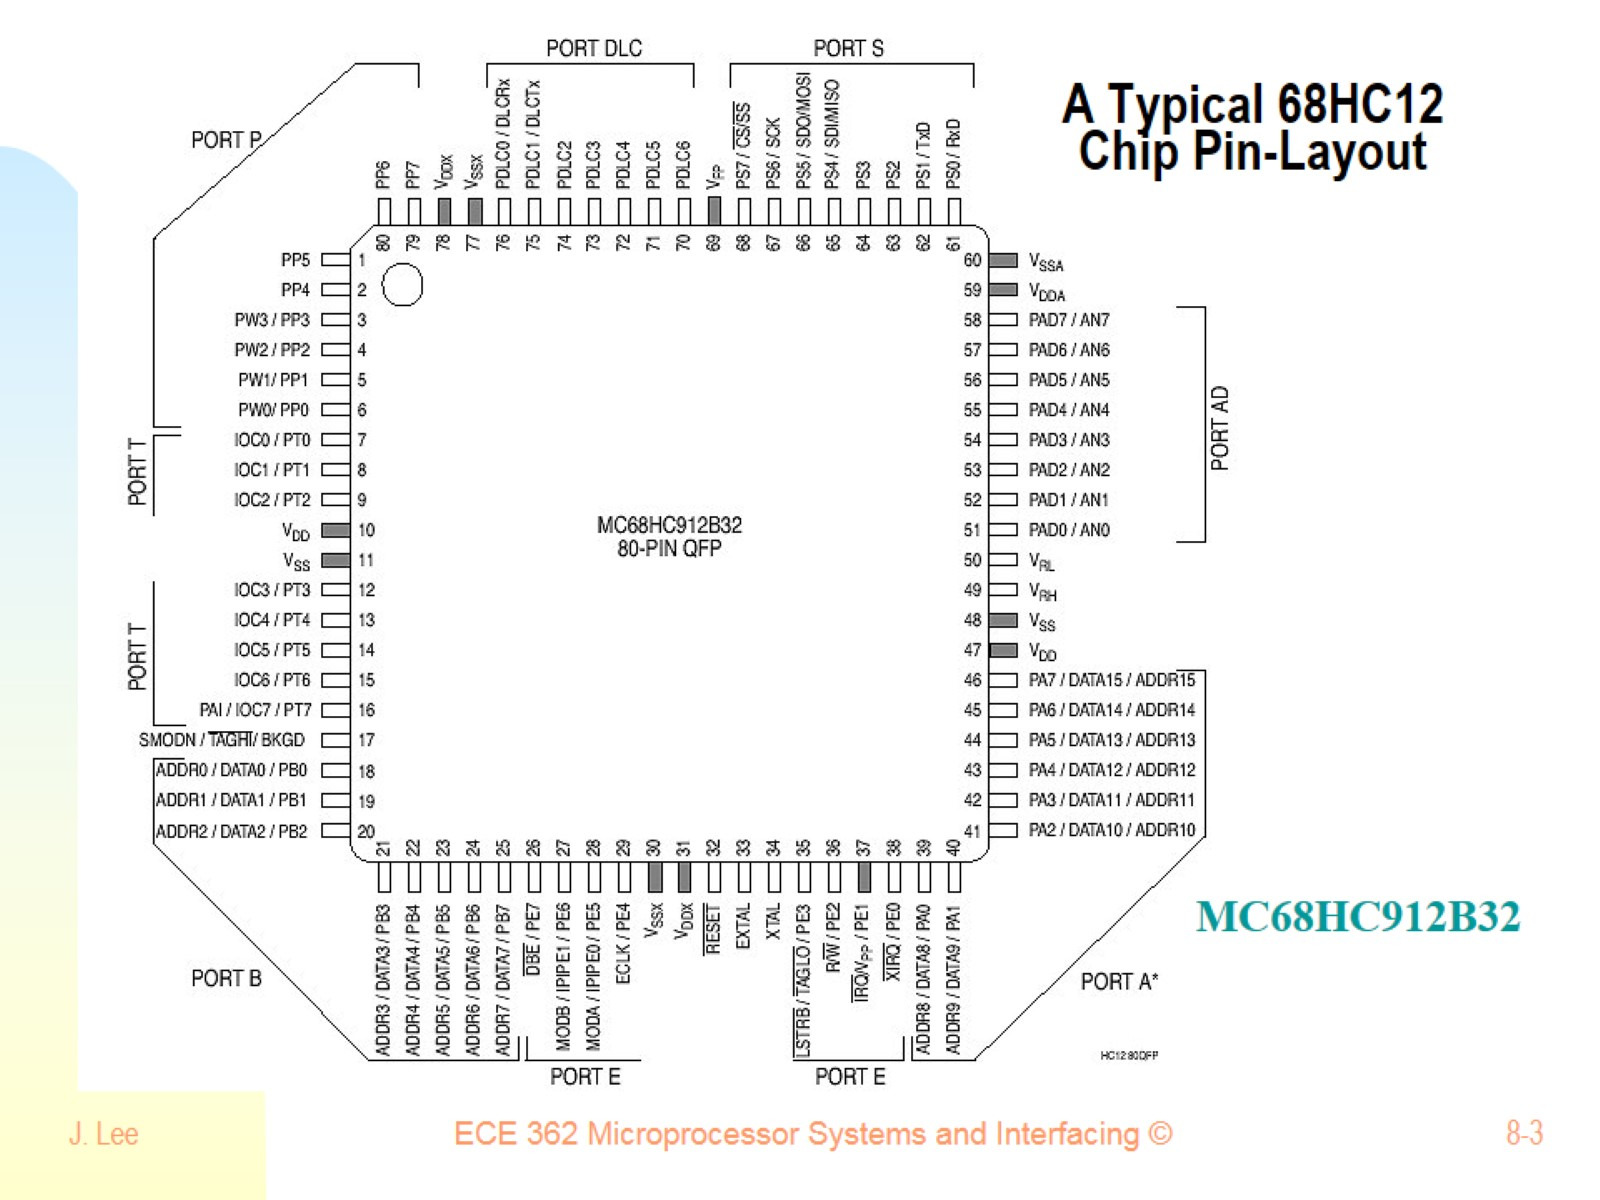 A Typical 68HC12
Chip Pin-Layout
PORT DLC
PORT S
PORT P
PP6
PP7
VDDX
VSSX
PDLC0 / DLCRx
PDLC1 / DLCTx
PDLC2
PDLC3
PDLC4
PDLC5
PDLC6
VPP
PS7 / CS/SS
PS6 / SCK
PS5 / SDO/MOSI
PS4 / SDI/MISO
PS3
PS2
PS1 / TxD
PS0 / RxD
80
79
78
77
76
75
74
73
72
71
70
69
68
67
66
65
64
63
62
61
PP5 1
PP4 2
PW3 / PP3 3
PW2 / PP2 4
PW1/ PP1 5
PW0/ PP0 6
IOC0 / PT0 7
IOC1 / PT1 8
IOC2 / PT2 9
VDD 10
VSS 11
IOC3 / PT3 12
IOC4 / PT4 13
IOC5 / PT5 14
IOC6 / PT6 15
PAI / IOC7 / PT7 16
SMODN / TAGHI/ BKGD 17
ADDR0 / DATA0 / PB0 18
ADDR1 / DATA1 / PB1 19
ADDR2 / DATA2 / PB2 20
PORT T
PORT T
MC68HC912B32
80-PIN QFP
60 VSSA
59 VDDA
58 PAD7 / AN7
57 PAD6 / AN6
56 PAD5 / AN5
55 PAD4 / AN4
54 PAD3 / AN3
53 PAD2 / AN2
52 PAD1 / AN1
51 PAD0 / AN0
50 VRL
49 VRH
48 VSS
47 VDD
46 PA7 / DATA15 / ADDR15
45 PA6 / DATA14 / ADDR14
44 PA5 / DATA13 / ADDR13
43 PA4 / DATA12 / ADDR12
42 PA3 / DATA11 / ADDR11
41 PA2 / DATA10 / ADDR10
PORT AD
21
22
23
24
25
26
27
28
29
30
31
32
33
34
35
36
37
38
39
40
ADDR3 / DATA3 / PB3
ADDR4 / DATA4 / PB4
ADDR5 / DATA5 / PB5
ADDR6 / DATA6 / PB6
ADDR7 / DATA7 / PB7
DBE / PE7
MODB / IPIPE1 / PE6
MODA / IPIPE0 / PE5
ECLK / PE4
VSSX
VDDX
RESET
EXTAL
XTAL
LSTRB / TAGLO / PE3
R/W / PE2
IRQ/VPP / PE1
XIRQ / PE0
ADDR8 / DATA8 / PA0
ADDR9 / DATA9 / PA1
PORT B
PORT E
PORT E
PORT A*
HC12 80QFP
MC68HC912B32
J. Lee
ECE 362 Microprocessor Systems and Interfacing ©
8-3